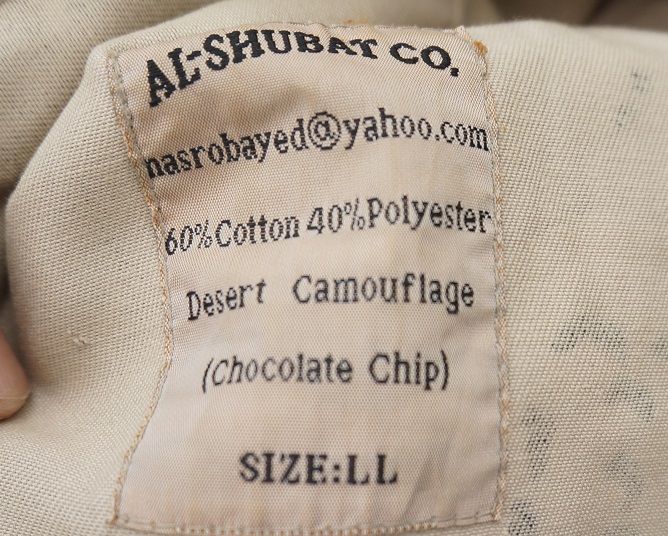 AL-SHUBAT CO.
nasrobayed@yahoo.com
60%Cotton 40%Polyester
Desert Camouflage
(Chocolate Chip)
SIZE:LL